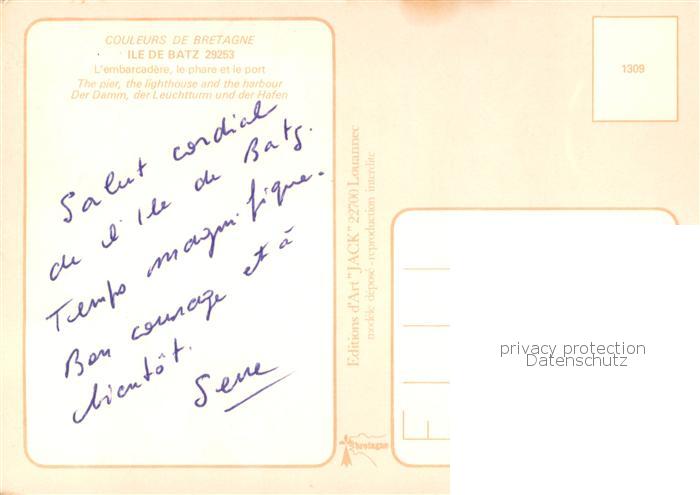 COULEURS DE BRETAGNE
ILE DE BATZ 29253
L'embarcadère, le phare et le port
The pier, the lighthouse and the harbour
Der Damm, der Leuchtturm und der Hafen
1309
Salut cordial
de l'Ile de Batz.
Temps magnifique.
Bon courage et à
bientôt.
Editions d'Art "JACK" 22700 Louannec
modèle déposé - reproduction interdite
bretagne
privacy protection
Datenschutz